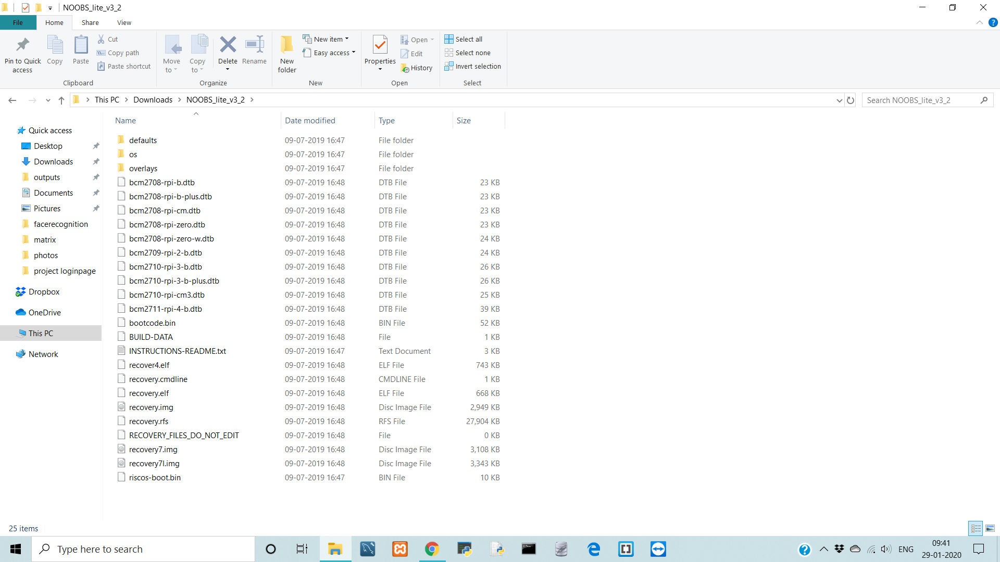 NOOBS_lite_v3_2
File Home Share View
Pin to Quick access
Copy
Paste
Cut
Copy path
Paste shortcut
Clipboard
Move to
Copy to
Delete
Rename
Organize
New folder
New item
Easy access
New
Properties
Open
Edit
History
Open
Select all
Select none
Invert selection
Select
This PC Downloads NOOBS_lite_v3_2
Search NOOBS_lite_v3_2
Quick access
Desktop
Downloads
outputs
Documents
Pictures
facerecognition
matrix
photos
project loginpage
Dropbox
OneDrive
This PC
Network
Name Date modified Type Size
defaults 09-07-2019 16:47 File folder
os 09-07-2019 16:47 File folder
overlays 09-07-2019 16:47 File folder
bcm2708-rpi-b.dtb 09-07-2019 16:48 DTB File 23 KB
bcm2708-rpi-b-plus.dtb 09-07-2019 16:48 DTB File 23 KB
bcm2708-rpi-cm.dtb 09-07-2019 16:48 DTB File 23 KB
bcm2708-rpi-zero.dtb 09-07-2019 16:48 DTB File 23 KB
bcm2708-rpi-zero-w.dtb 09-07-2019 16:48 DTB File 24 KB
bcm2709-rpi-2-b.dtb 09-07-2019 16:48 DTB File 24 KB
bcm2710-rpi-3-b.dtb 09-07-2019 16:48 DTB File 26 KB
bcm2710-rpi-3-b-plus.dtb 09-07-2019 16:48 DTB File 26 KB
bcm2710-rpi-cm3.dtb 09-07-2019 16:48 DTB File 25 KB
bcm2711-rpi-4-b.dtb 09-07-2019 16:48 DTB File 39 KB
bootcode.bin 09-07-2019 16:48 BIN File 52 KB
BUILD-DATA 09-07-2019 16:48 File 1 KB
INSTRUCTIONS-README.txt 09-07-2019 16:47 Text Document 3 KB
recover4.elf 09-07-2019 16:48 ELF File 743 KB
recovery.cmdline 09-07-2019 16:48 CMDLINE File 1 KB
recovery.elf 09-07-2019 16:48 ELF File 668 KB
recovery.img 09-07-2019 16:48 Disc Image File 2,949 KB
recovery.rfs 09-07-2019 16:48 RFS File 27,904 KB
RECOVERY_FILES_DO_NOT_EDIT 09-07-2019 16:48 File 0 KB
recovery7.img 09-07-2019 16:48 Disc Image File 3,108 KB
recovery7l.img 09-07-2019 16:48 Disc Image File 3,343 KB
riscos-boot.bin 09-07-2019 16:47 BIN File 10 KB
25 items
Type here to search
ENG
09:41
29-01-2020